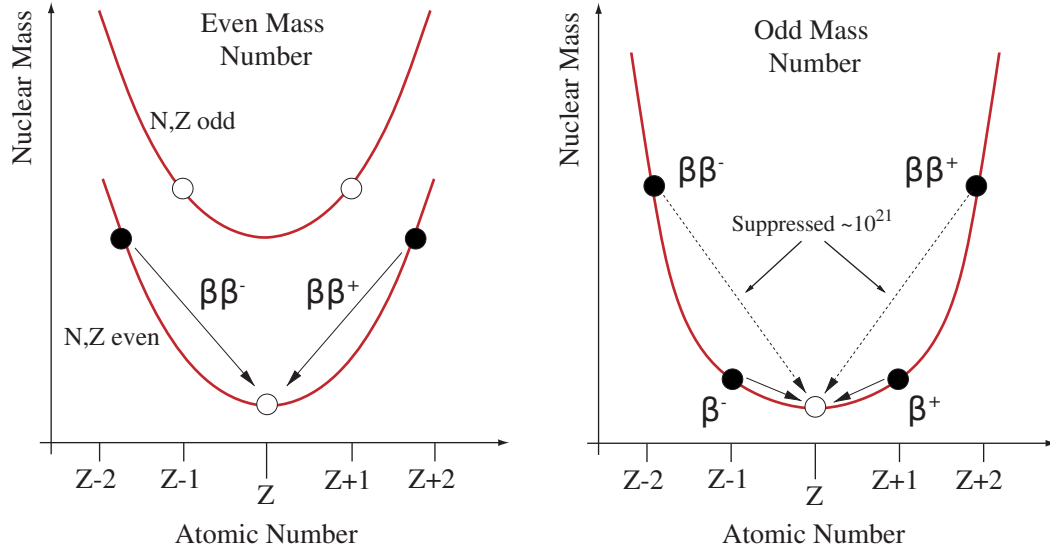 Nuclear Mass
Even Mass
Number
N,Z odd
ββ⁻
ββ⁺
N,Z even
Z-2
Z-1
Z
Z+1
Z+2
Atomic Number
Nuclear Mass
Odd Mass
Number
ββ⁻
ββ⁺
Suppressed ~10²¹
β⁻
β⁺
Z-2
Z-1
Z
Z+1
Z+2
Atomic Number